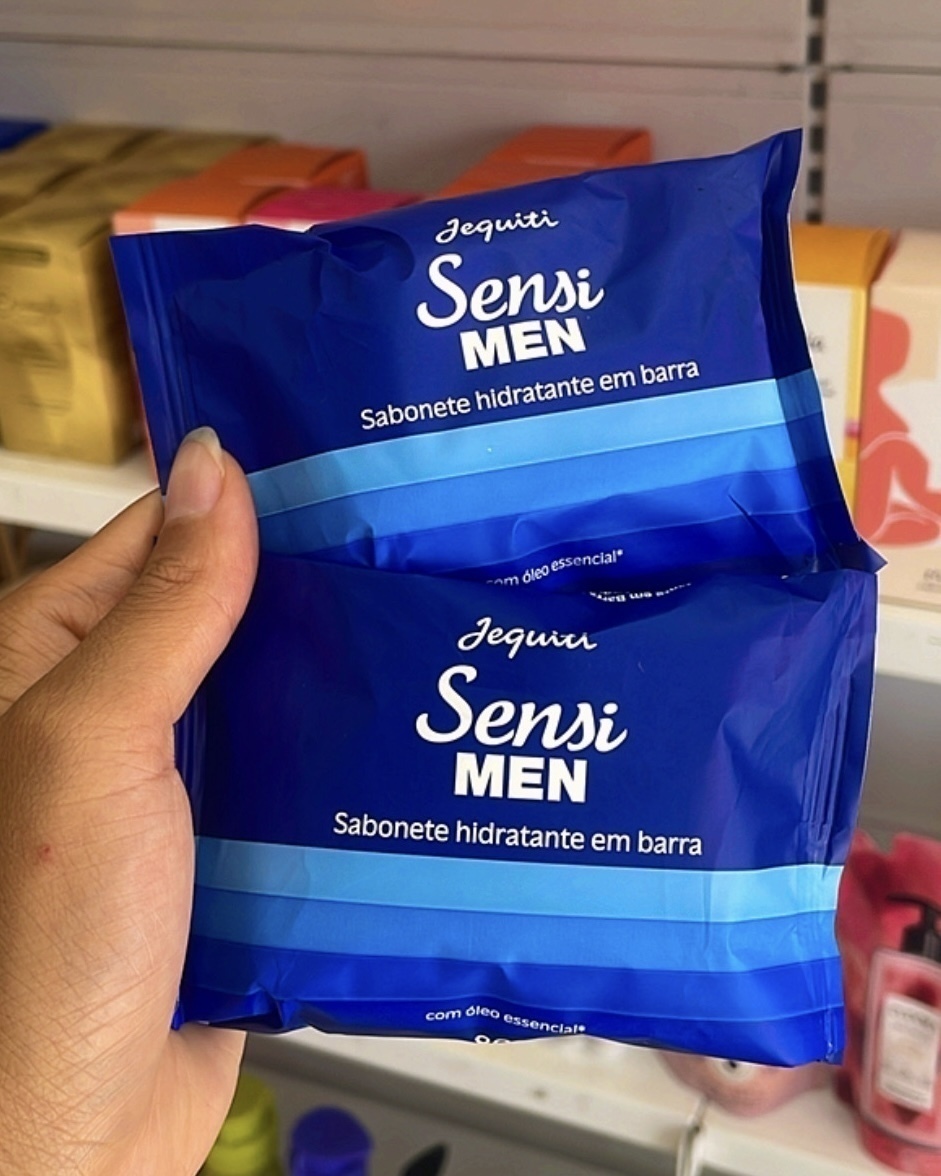 Jequiti
Sensi
MEN
Sabonete hidratante em barra
com óleo essencial*
Jequiti
Sensi
MEN
Sabonete hidratante em barra
com óleo essencial*